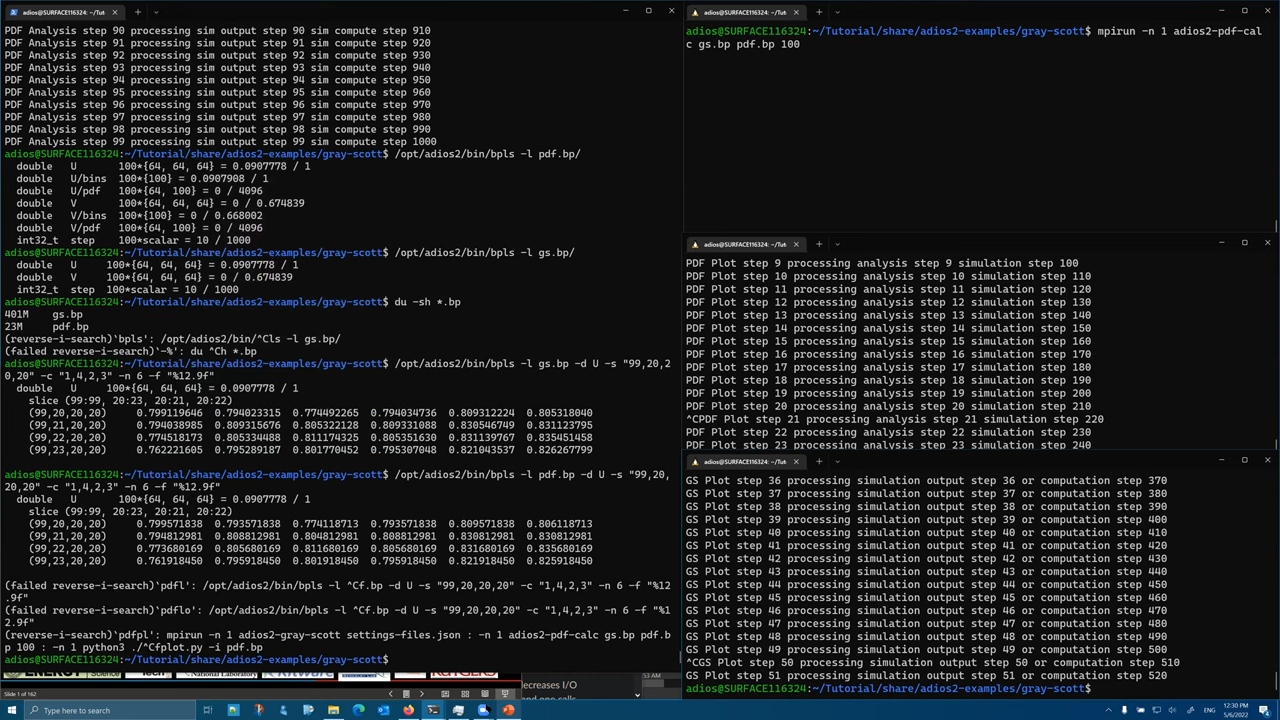 adios@SURFACE116324: ~/Tut
PDF Analysis step 90 processing sim output step 90 sim compute step 910
PDF Analysis step 91 processing sim output step 91 sim compute step 920
PDF Analysis step 92 processing sim output step 92 sim compute step 930
PDF Analysis step 93 processing sim output step 93 sim compute step 940
PDF Analysis step 94 processing sim output step 94 sim compute step 950
PDF Analysis step 95 processing sim output step 95 sim compute step 960
PDF Analysis step 96 processing sim output step 96 sim compute step 970
PDF Analysis step 97 processing sim output step 97 sim compute step 980
PDF Analysis step 98 processing sim output step 98 sim compute step 990
PDF Analysis step 99 processing sim output step 99 sim compute step 1000
adios@SURFACE116324:~/Tutorial/share/adios2-examples/gray-scott$ /opt/adios2/bin/bpls -l pdf.bp/
double   U       100*{64, 64, 64} = 0.0907778 / 1
double   U/bins  100*{100} = 0.0907908 / 1
double   U/pdf   100*{64, 100} = 0 / 4096
double   V       100*{64, 64, 64} = 0 / 0.674839
double   V/bins  100*{100} = 0 / 0.668002
double   V/pdf   100*{64, 100} = 0 / 4096
int32_t  step    100*scalar = 10 / 1000
adios@SURFACE116324:~/Tutorial/share/adios2-examples/gray-scott$ /opt/adios2/bin/bpls -l gs.bp/
double   U     100*{64, 64, 64} = 0.0907778 / 1
double   V     100*{64, 64, 64} = 0 / 0.674839
int32_t  step  100*scalar = 10 / 1000
adios@SURFACE116324:~/Tutorial/share/adios2-examples/gray-scott$ du -sh *.bp
401M    gs.bp
23M     pdf.bp
(reverse-i-search)`bpls': /opt/adios2/bin/^Cls -l gs.bp/
(failed reverse-i-search)`-%': du ^Ch *.bp
adios@SURFACE116324:~/Tutorial/share/adios2-examples/gray-scott$ /opt/adios2/bin/bpls -l gs.bp -d U -s "99,20,2
0,20" -c "1,4,2,3" -n 6 -f "%12.9f"
double   U     100*{64, 64, 64} = 0.0907778 / 1
slice (99:99, 20:23, 20:21, 20:22)
(99,20,20,20)    0.799119646  0.794023315  0.774492265  0.794034736  0.809312224  0.805318040
(99,21,20,20)    0.794038985  0.809315676  0.805322128  0.809331088  0.830546749  0.831123795
(99,22,20,20)    0.774518173  0.805334488  0.811174325  0.805351630  0.831139767  0.835451458
(99,23,20,20)    0.762221605  0.795289187  0.801770452  0.795307048  0.821043537  0.826267799
adios@SURFACE116324:~/Tutorial/share/adios2-examples/gray-scott$ /opt/adios2/bin/bpls -l pdf.bp -d U -s "99,20,
20,20" -c "1,4,2,3" -n 6 -f "%12.9f"
double   U       100*{64, 64, 64} = 0.0907778 / 1
slice (99:99, 20:23, 20:21, 20:22)
(99,20,20,20)    0.799571838  0.793571838  0.774118713  0.793571838  0.809571838  0.806118713
(99,21,20,20)    0.794812981  0.808812981  0.804812981  0.808812981  0.830812981  0.830812981
(99,22,20,20)    0.773680169  0.805680169  0.811680169  0.805680169  0.831680169  0.835680169
(99,23,20,20)    0.761918450  0.795918450  0.801918450  0.795918450  0.821918450  0.825918450
(failed reverse-i-search)`pdfl': /opt/adios2/bin/bpls -l ^Cf.bp -d U -s "99,20,20,20" -c "1,4,2,3" -n 6 -f "%12
.9f"
(failed reverse-i-search)`pdflo': /opt/adios2/bin/bpls -l ^Cf.bp -d U -s "99,20,20,20" -c "1,4,2,3" -n 6 -f "%1
2.9f"
(reverse-i-search)`pdfpl': mpirun -n 1 adios2-gray-scott settings-files.json : -n 1 adios2-pdf-calc gs.bp pdf.b
p 100 : -n 1 python3 ./^Cfplot.py -i pdf.bp
adios@SURFACE116324:~/Tutorial/share/adios2-examples/gray-scott$
adios@SURFACE116324: ~/Tut
adios@SURFACE116324:~/Tutorial/share/adios2-examples/gray-scott$ mpirun -n 1 adios2-pdf-cal
c gs.bp pdf.bp 100
adios@SURFACE116324: ~/Tut
PDF Plot step 9 processing analysis step 9 simulation step 100
PDF Plot step 10 processing analysis step 10 simulation step 110
PDF Plot step 11 processing analysis step 11 simulation step 120
PDF Plot step 12 processing analysis step 12 simulation step 130
PDF Plot step 13 processing analysis step 13 simulation step 140
PDF Plot step 14 processing analysis step 14 simulation step 150
PDF Plot step 15 processing analysis step 15 simulation step 160
PDF Plot step 16 processing analysis step 16 simulation step 170
PDF Plot step 17 processing analysis step 17 simulation step 180
PDF Plot step 18 processing analysis step 18 simulation step 190
PDF Plot step 19 processing analysis step 19 simulation step 200
PDF Plot step 20 processing analysis step 20 simulation step 210
^CPDF Plot step 21 processing analysis step 21 simulation step 220
PDF Plot step 22 processing analysis step 22 simulation step 230
PDF Plot step 23 processing analysis step 23 simulation step 240
adios@SURFACE116324: ~/Tut
GS Plot step 36 processing simulation output step 36 or computation step 370
GS Plot step 37 processing simulation output step 37 or computation step 380
GS Plot step 38 processing simulation output step 38 or computation step 390
GS Plot step 39 processing simulation output step 39 or computation step 400
GS Plot step 40 processing simulation output step 40 or computation step 410
GS Plot step 41 processing simulation output step 41 or computation step 420
GS Plot step 42 processing simulation output step 42 or computation step 430
GS Plot step 43 processing simulation output step 43 or computation step 440
GS Plot step 44 processing simulation output step 44 or computation step 450
GS Plot step 45 processing simulation output step 45 or computation step 460
GS Plot step 46 processing simulation output step 46 or computation step 470
GS Plot step 47 processing simulation output step 47 or computation step 480
GS Plot step 48 processing simulation output step 48 or computation step 490
GS Plot step 49 processing simulation output step 49 or computation step 500
^CGS Plot step 50 processing simulation output step 50 or computation step 510
GS Plot step 51 processing simulation output step 51 or computation step 520
adios@SURFACE116324:~/Tutorial/share/adios2-examples/gray-scott$
ENERGY Science
National Laboratory
Kitware
RUTGERS
decreases I/O
53 AM
Slide 1 of 162
Type here to search
ENG
12:30 PM
5/6/2022